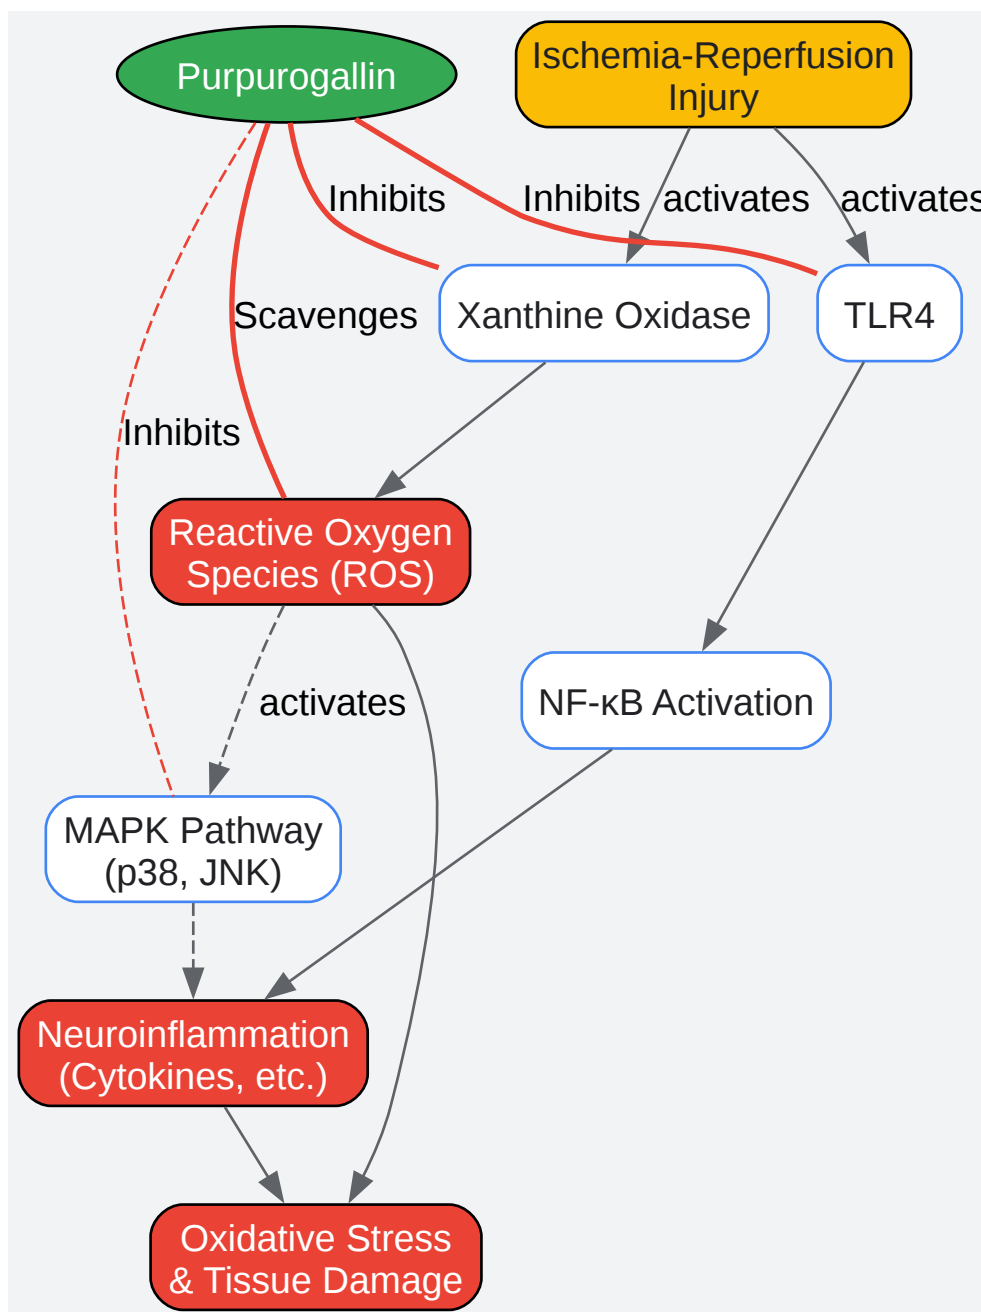 Purpurogallin
Ischemia-Reperfusion
Injury
Inhibits
Inhibits
activates
activates
Scavenges
Xanthine Oxidase
TLR4
Inhibits
Reactive Oxygen
Species (ROS)
activates
NF-κB Activation
MAPK Pathway
(p38, JNK)
Neuroinflammation
(Cytokines, etc.)
Oxidative Stress
& Tissue Damage